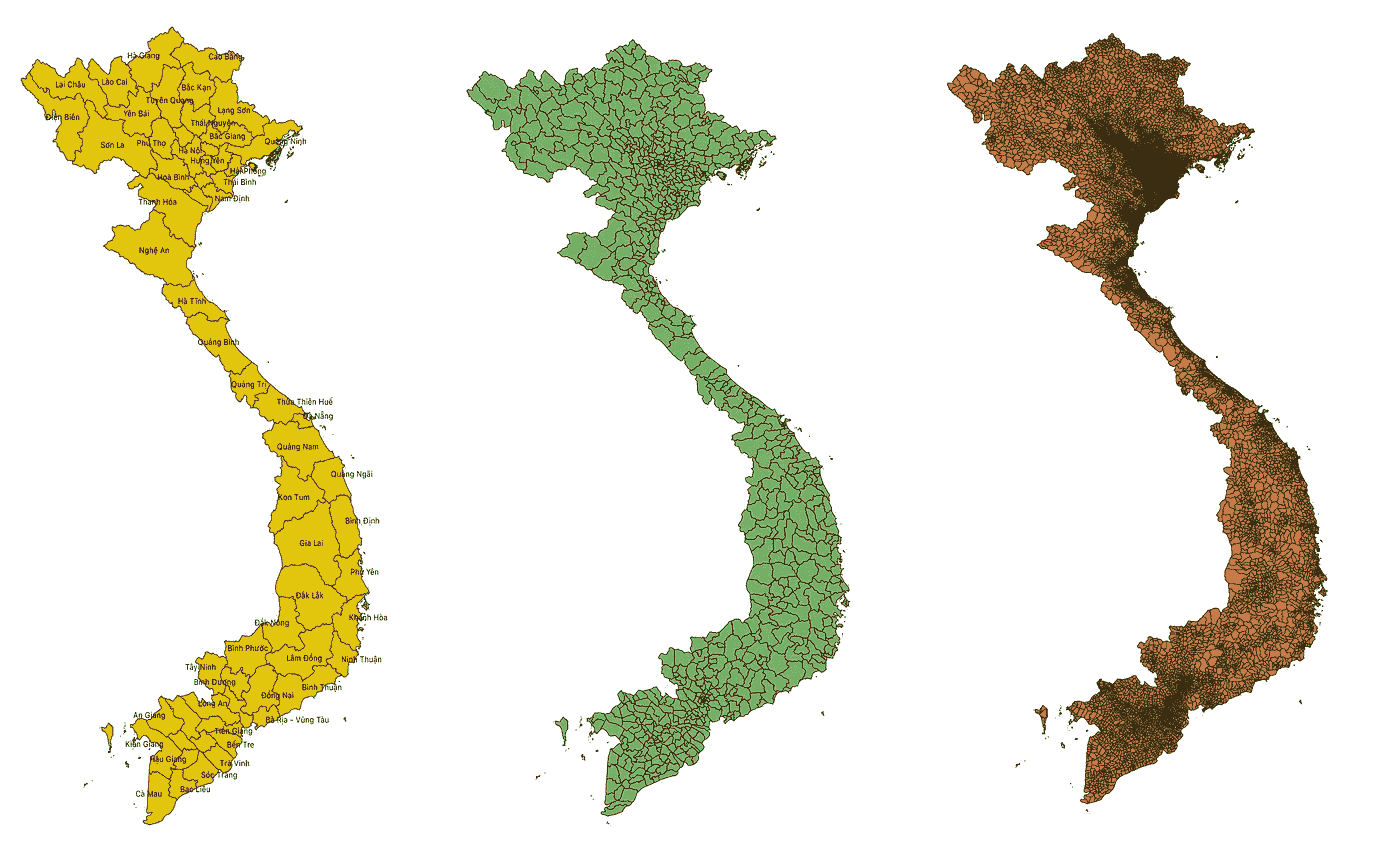 Hà Giang
Cao Bằng
Lai Châu
Lào Cai
Bắc Kạn
Tuyên Quang
Lạng Sơn
Yên Bái
Điện Biên
Thái Nguyên
Bắc Giang
Quảng Ninh
Sơn La
Phú Thọ
Hà Nội
Hưng Yên
Hải Phòng
Hoà Bình
Thái Bình
Nam Định
Thanh Hóa
Nghệ An
Hà Tĩnh
Quảng Bình
Quảng Trị
Thừa Thiên Huế
Đà Nẵng
Quảng Nam
Quảng Ngãi
Kon Tum
Bình Định
Gia Lai
Phú Yên
Đắk Lắk
Khánh Hòa
Đắk Nông
Bình Phước
Lâm Đồng
Ninh Thuận
Tây Ninh
Bình Dương
Bình Thuận
Đồng Nai
Long An
An Giang
Bà Rịa - Vũng Tàu
Tiền Giang
Kiên Giang
Bến Tre
Hậu Giang
Trà Vinh
Sóc Trăng
Bạc Liêu
Cà Mau